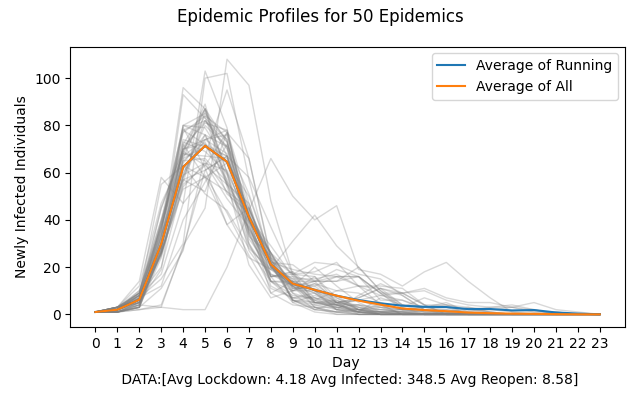 Epidemic Profiles for 50 Epidemics
Average of Running
Average of All
Newly Infected Individuals
100
80
60
40
20
0
0 1 2 3 4 5 6 7 8 9 10 11 12 13 14 15 16 17 18 19 20 21 22 23
Day
DATA:[Avg Lockdown: 4.18 Avg Infected: 348.5 Avg Reopen: 8.58]